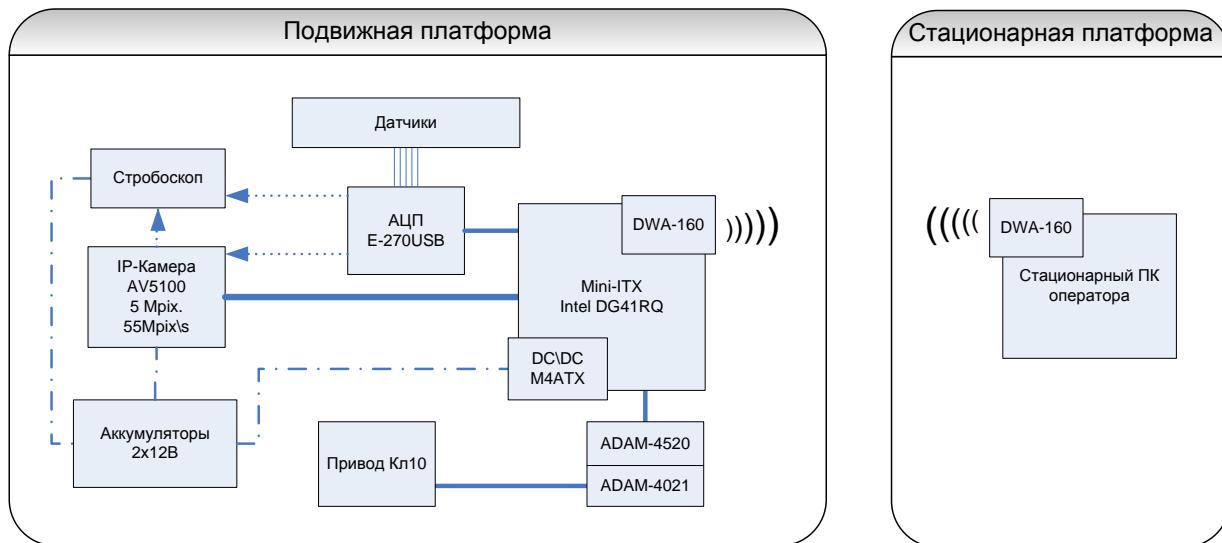 Подвижная платформа
Стационарная платформа
Датчики
Стробоскоп
АЦП
E-270USB
DWA-160
DWA-160
IP-Камера
AV5100
5 Mpix.
55Mpix\s
Mini-ITX
Intel DG41RQ
Стационарный ПК
оператора
DC\DC
M4ATX
Аккумуляторы
2x12В
Привод Кл10
ADAM-4520
ADAM-4021